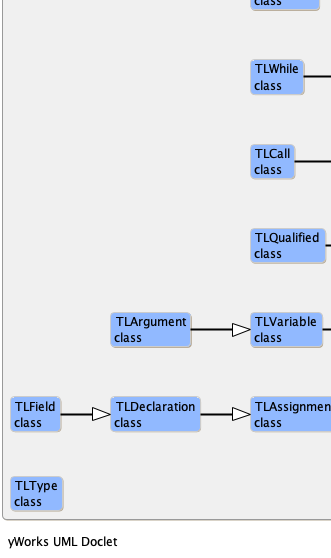 class
TLWhile
class
TLCall
class
TLQualified
class
TLArgument
class
TLVariable
class
TLField
class
TLDeclaration
class
TLAssignmen
class
TLType
class
yWorks UML Doclet